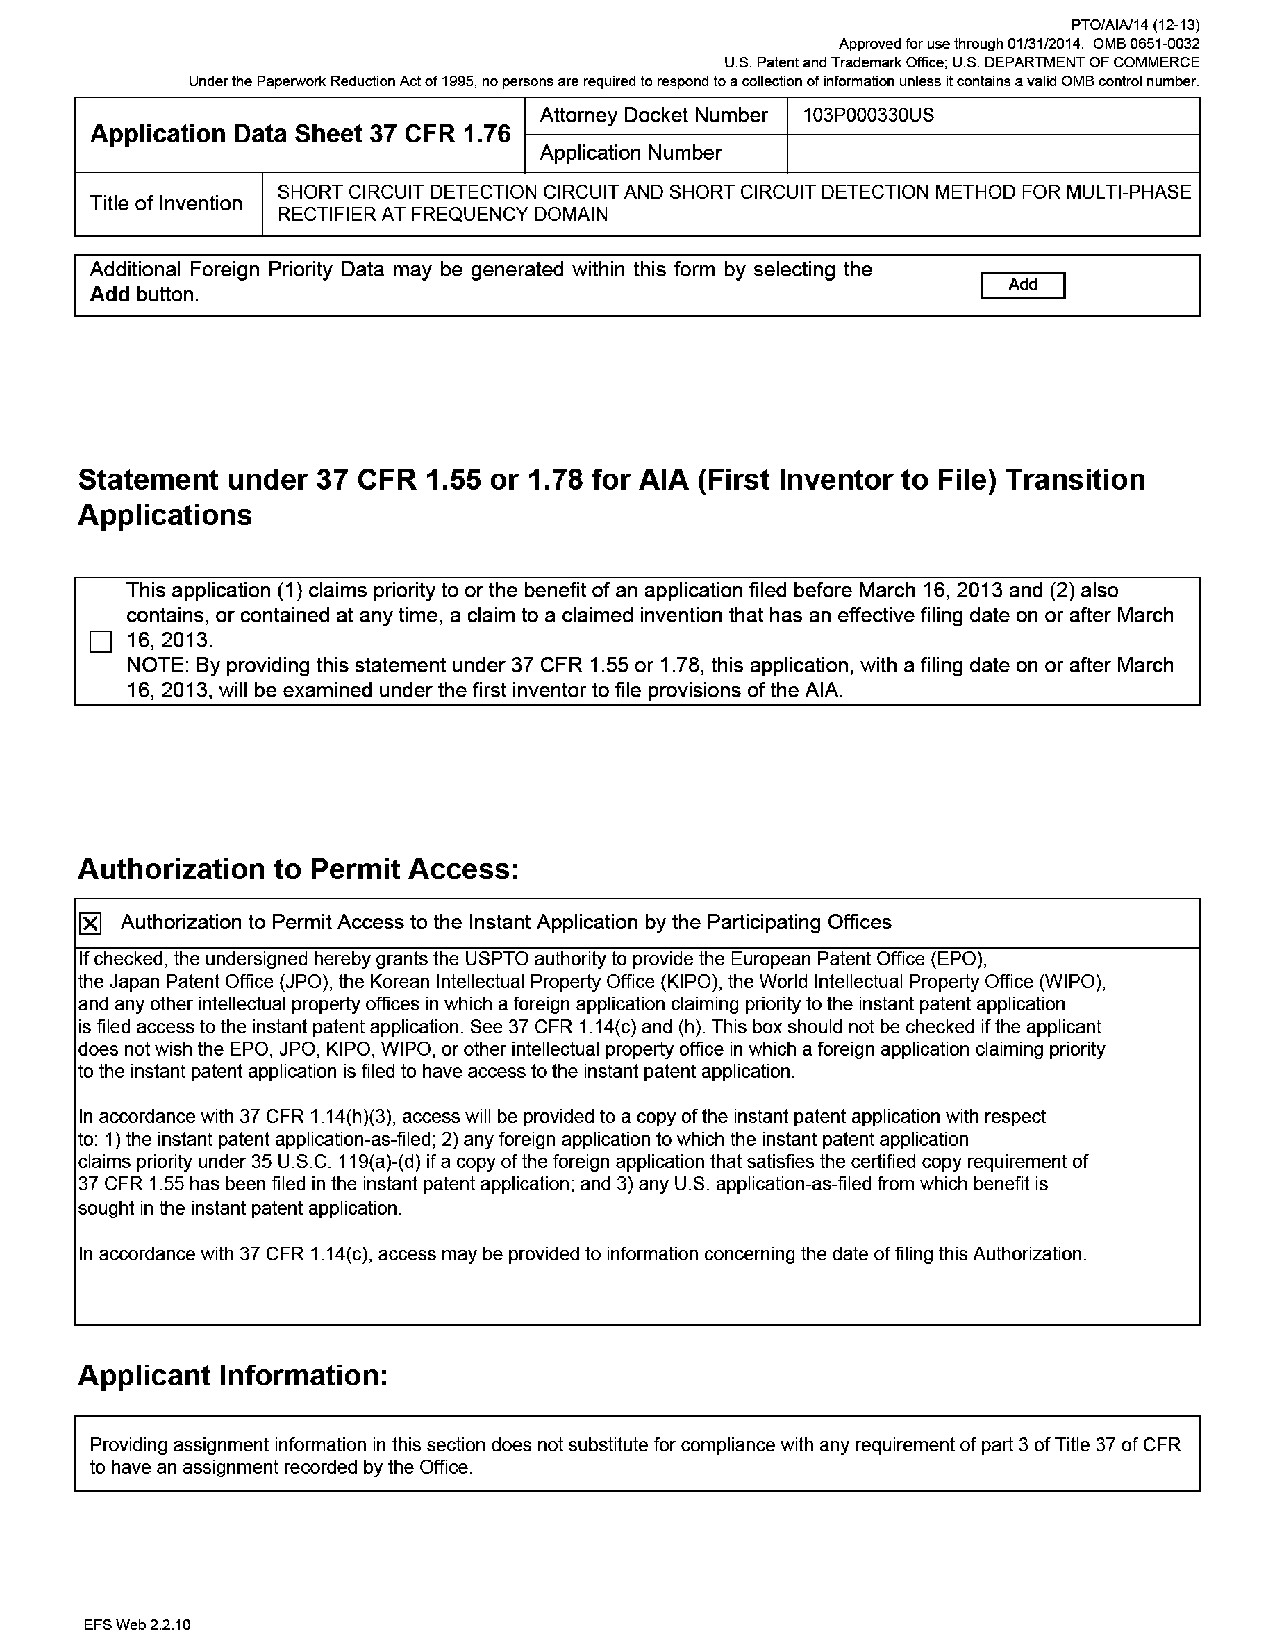 PTO/AIA/14 (12-13)
Approved for use through 01/31/2014. OMB 0651-0032
U.S. Patent and Trademark Office; U.S. DEPARTMENT OF COMMERCE
Under the Paperwork Reduction Act of 1995, no persons are required to respond to a collection of information unless it contains a valid OMB control number.
Application Data Sheet 37 CFR 1.76
Attorney Docket Number 103P000330US
Application Number
Title of Invention
SHORT CIRCUIT DETECTION CIRCUIT AND SHORT CIRCUIT DETECTION METHOD FOR MULTI-PHASE
RECTIFIER AT FREQUENCY DOMAIN
Additional Foreign Priority Data may be generated within this form by selecting the
Add button.
Add
Statement under 37 CFR 1.55 or 1.78 for AIA (First Inventor to File) Transition
Applications
This application (1) claims priority to or the benefit of an application filed before March 16, 2013 and (2) also
contains, or contained at any time, a claim to a claimed invention that has an effective filing date on or after March
16, 2013.
NOTE: By providing this statement under 37 CFR 1.55 or 1.78, this application, with a filing date on or after March
16, 2013, will be examined under the first inventor to file provisions of the AIA.
Authorization to Permit Access:
Authorization to Permit Access to the Instant Application by the Participating Offices
If checked, the undersigned hereby grants the USPTO authority to provide the European Patent Office (EPO),
the Japan Patent Office (JPO), the Korean Intellectual Property Office (KIPO), the World Intellectual Property Office (WIPO),
and any other intellectual property offices in which a foreign application claiming priority to the instant patent application
is filed access to the instant patent application. See 37 CFR 1.14(c) and (h). This box should not be checked if the applicant
does not wish the EPO, JPO, KIPO, WIPO, or other intellectual property office in which a foreign application claiming priority
to the instant patent application is filed to have access to the instant patent application.
In accordance with 37 CFR 1.14(h)(3), access will be provided to a copy of the instant patent application with respect
to: 1) the instant patent application-as-filed; 2) any foreign application to which the instant patent application
claims priority under 35 U.S.C. 119(a)-(d) if a copy of the foreign application that satisfies the certified copy requirement of
37 CFR 1.55 has been filed in the instant patent application; and 3) any U.S. application-as-filed from which benefit is
sought in the instant patent application.
In accordance with 37 CFR 1.14(c), access may be provided to information concerning the date of filing this Authorization.
Applicant Information:
Providing assignment information in this section does not substitute for compliance with any requirement of part 3 of Title 37 of CFR
to have an assignment recorded by the Office.
EFS Web 2.2.10